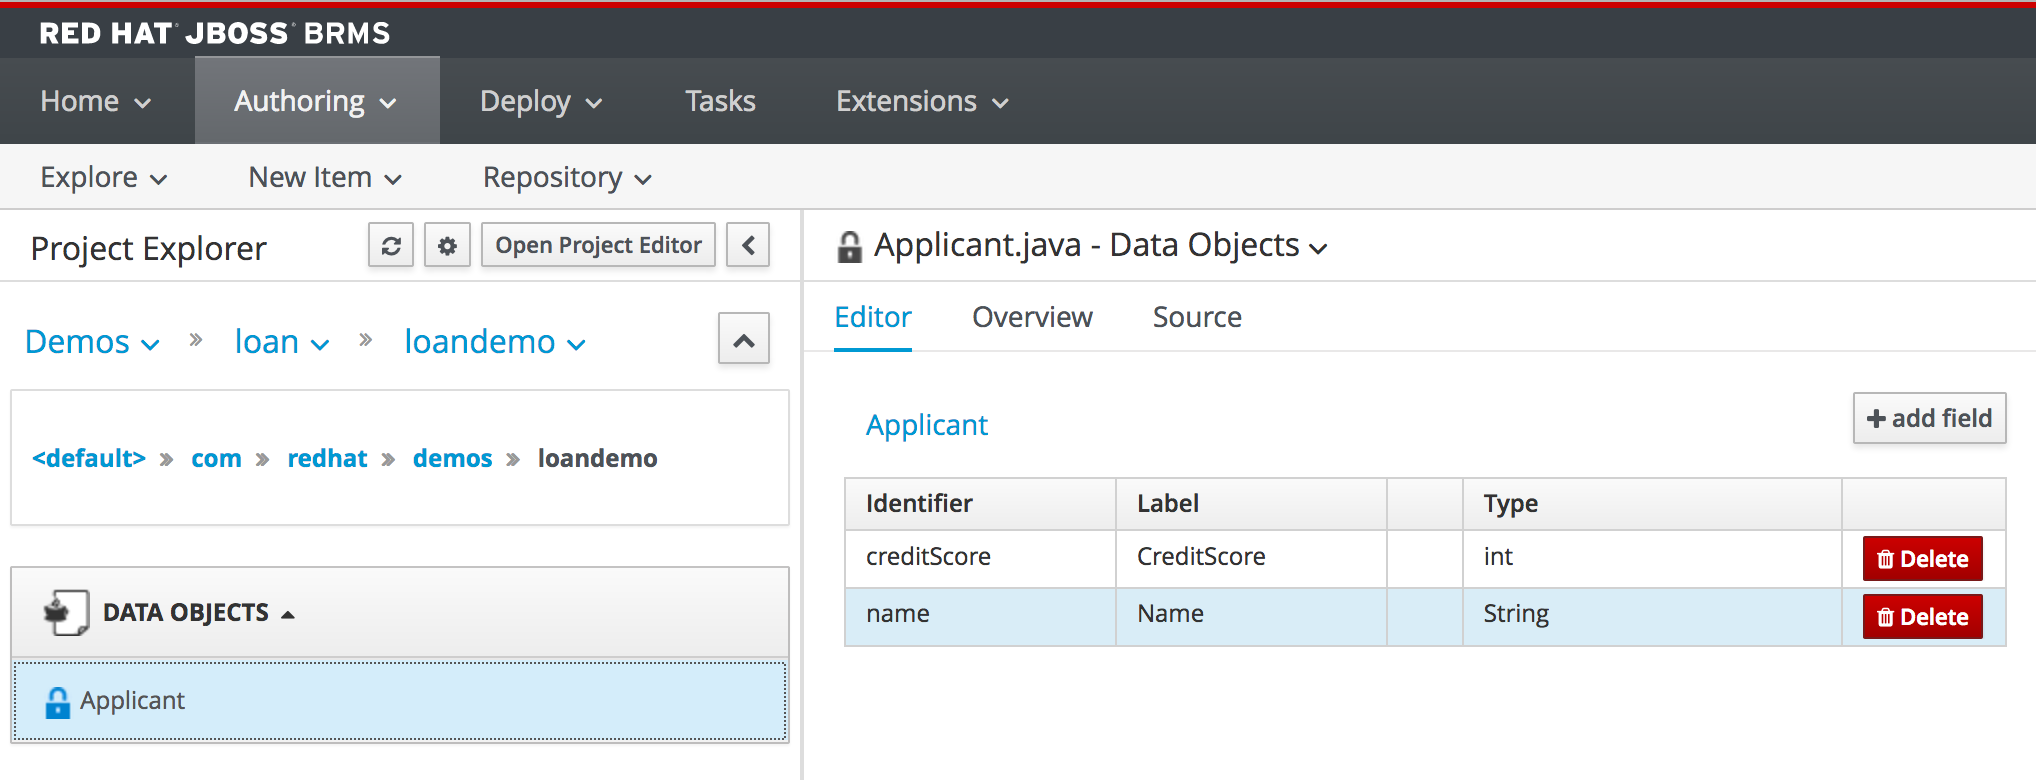 RED HAT® JBOSS® BRMS
Home Authoring Deploy Tasks Extensions
Explore New Item Repository
Project Explorer Open Project Editor
Demos » loan » loandemo
<default> » com » redhat » demos » loandemo
DATA OBJECTS
Applicant
Applicant.java - Data Objects
Editor Overview Source
Applicant + add field
Identifier Label Type
creditScore CreditScore int Delete
name Name String Delete